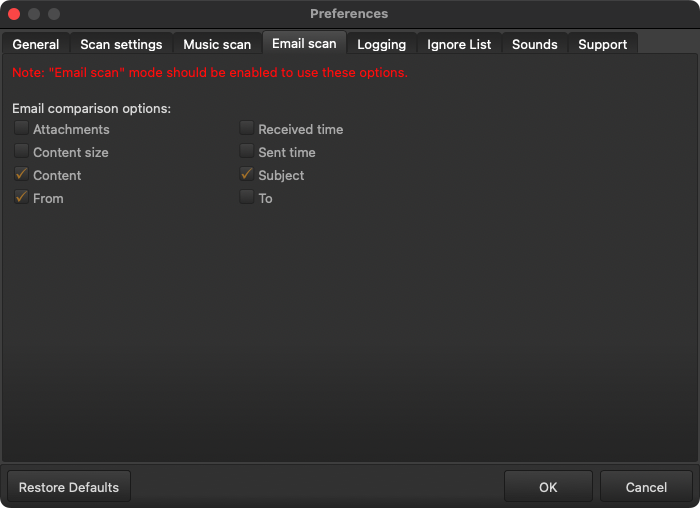 Preferences
General Scan settings Music scan Email scan Logging Ignore List Sounds Support
Note: "Email scan" mode should be enabled to use these options.
Email comparison options:
Attachments Received time
Content size Sent time
Content Subject
From To
Restore Defaults OK Cancel